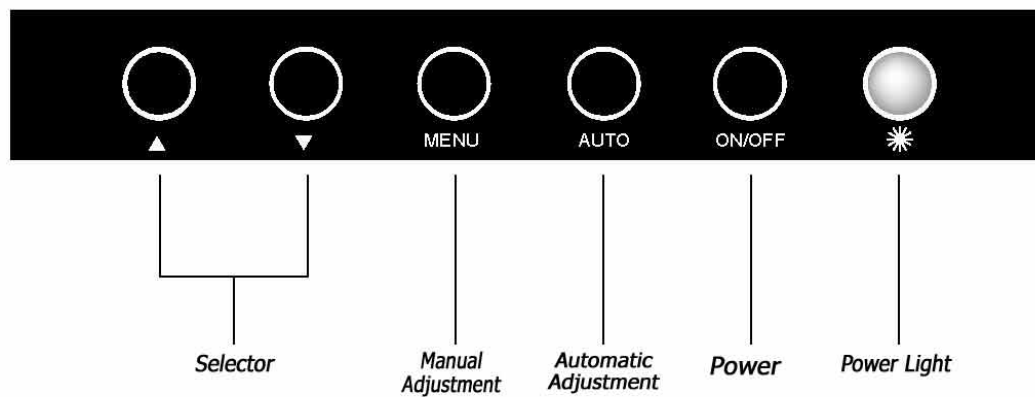 ▲ ▼ MENU AUTO ON/OFF
Selector
Manual
Adjustment
Automatic
Adjustment
Power
Power Light